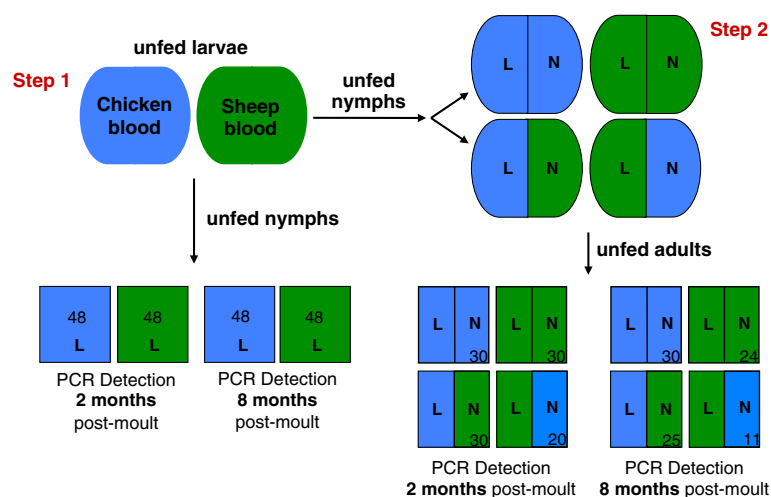 Step 1
unfed larvae
Chicken
blood
Sheep
blood
unfed
nymphs
Step 2
L N
L N
L N
L N
unfed nymphs
unfed adults
48
L
48
L
48
L
48
L
PCR Detection
2 months
post-moult
PCR Detection
8 months
post-moult
L N
30
L N
30
L N
30
L N
20
L N
30
L N
24
L N
25
L N
11
PCR Detection
2 months post-moult
PCR Detection
8 months post-moult